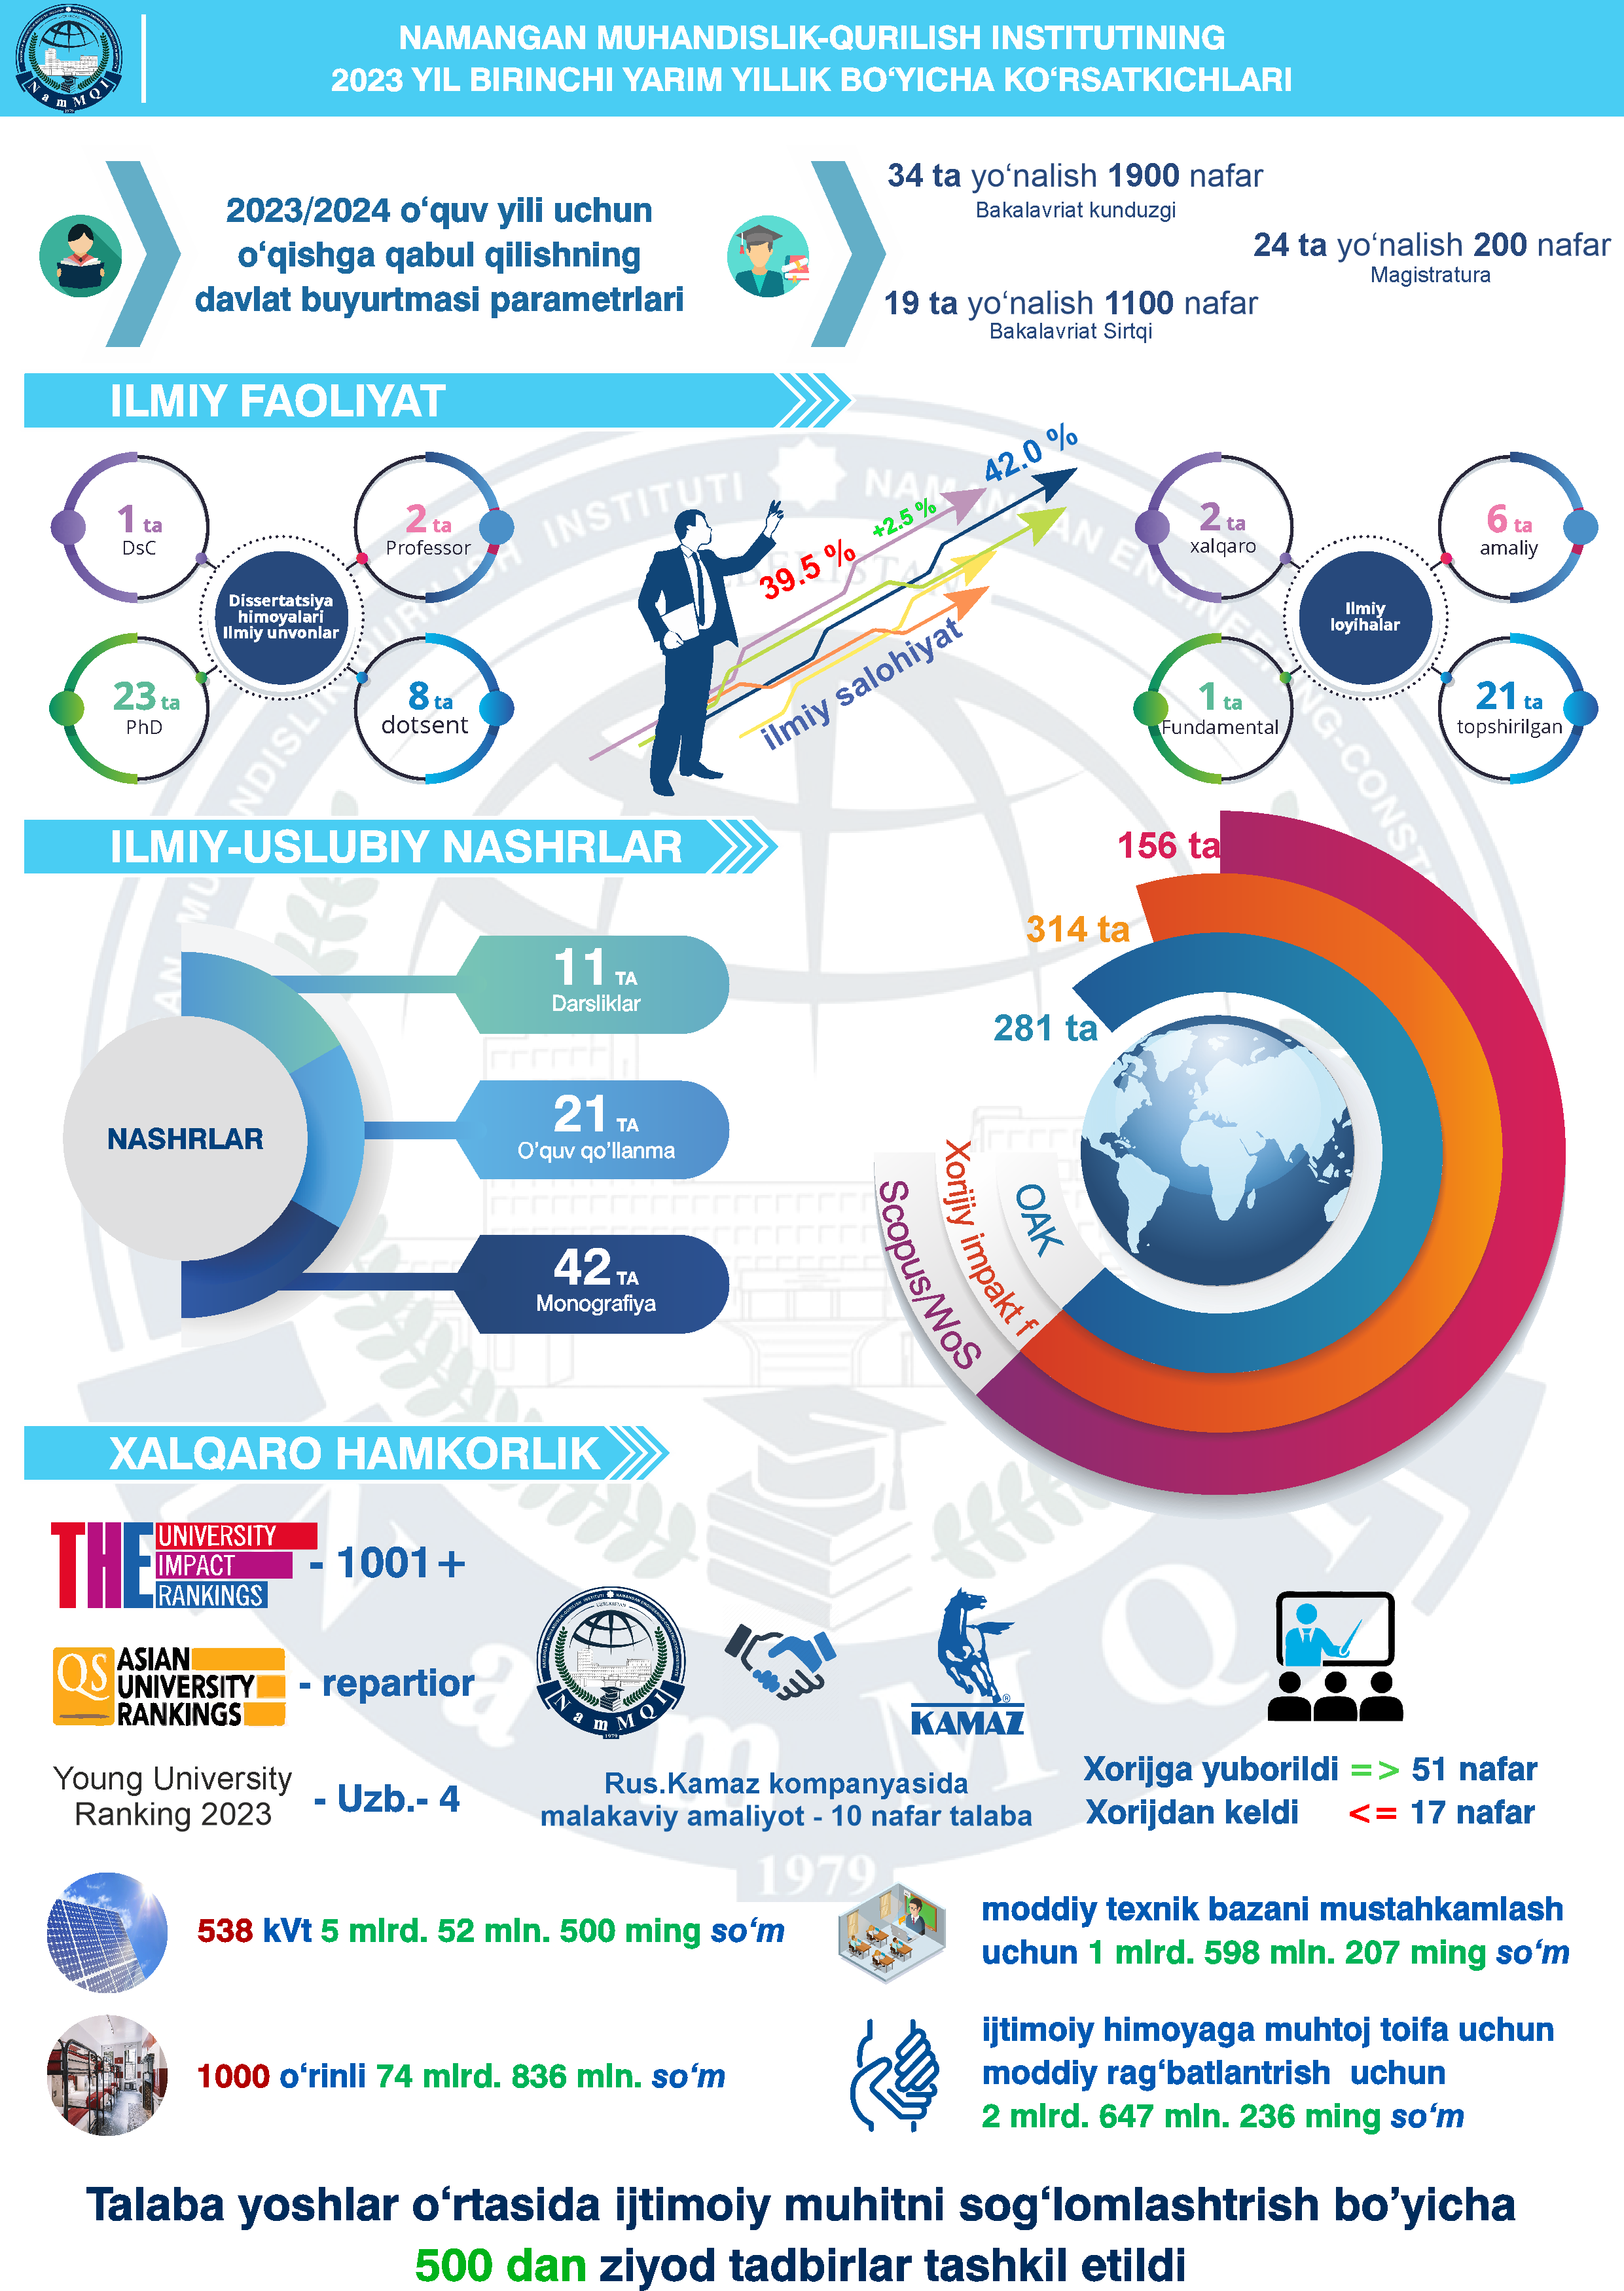 NAMANGAN MUHANDISLIK-QURILISH INSTITUTINING
2023 YIL BIRINCHI YARIM YILLIK BO‘YICHA KO‘RSATKICHLARI
NamMQI
1979
2023/2024 o‘quv yili uchun
o‘qishga qabul qilishning
davlat buyurtmasi parametrlari
34 ta yo‘nalish 1900 nafar
Bakalavriat kunduzgi
24 ta yo‘nalish 200 nafar
Magistratura
19 ta yo‘nalish 1100 nafar
Bakalavriat Sirtqi
ILMIY FAOLIYAT
1 ta
DsC
2 ta
Professor
Dissertatsiya
himoyalari
Ilmiy unvonlar
23 ta
PhD
8 ta
dotsent
39.5 %
+2.5 %
42.0 %
ilmiy salohiyat
2 ta
xalqaro
6 ta
amaliy
Ilmiy
loyihalar
1 ta
Fundamental
21 ta
topshirilgan
ILMIY-USLUBIY NASHRLAR
NASHRLAR
11 TA
Darsliklar
21 TA
O’quv qo’llanma
42 TA
Monografiya
156 ta
314 ta
281 ta
OAK
Xorijiy impakt f
Scopus/WoS
XALQARO HAMKORLIK
THE UNIVERSITY
IMPACT
RANKINGS
- 1001+
QS ASIAN
UNIVERSITY
RANKINGS
- repartior
Young University
Ranking 2023
- Uzb.- 4
NamMQI
1979
KAMAZ
®
Rus.Kamaz kompanyasida
malakaviy amaliyot - 10 nafar talaba
Xorijga yuborildi => 51 nafar
Xorijdan keldi <= 17 nafar
1979
538 kVt 5 mlrd. 52 mln. 500 ming so‘m
moddiy texnik bazani mustahkamlash
uchun 1 mlrd. 598 mln. 207 ming so‘m
1000 o‘rinli 74 mlrd. 836 mln. so‘m
ijtimoiy himoyaga muhtoj toifa uchun
moddiy rag‘batlantrish uchun
2 mlrd. 647 mln. 236 ming so‘m
Talaba yoshlar o‘rtasida ijtimoiy muhitni sog‘lomlashtrish bo’yicha
500 dan ziyod tadbirlar tashkil etildi